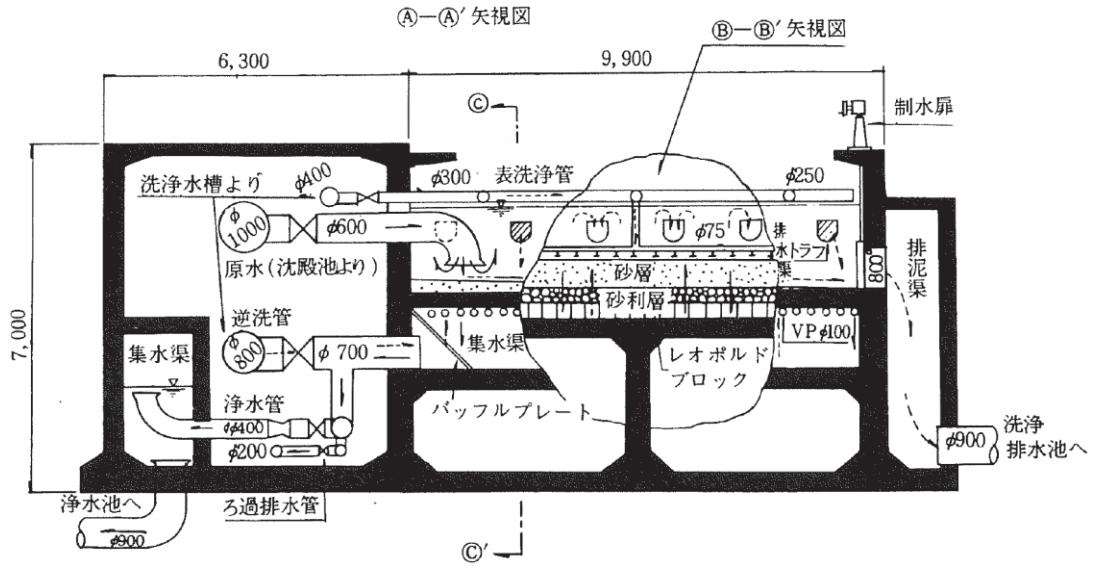 Ⓐ—Ⓐ′ 矢視図
Ⓑ—Ⓑ′ 矢視図
6,300
9,900
Ⓒ
制水扉
洗浄水槽より
φ400
φ300
表洗浄管
φ250
φ1000
φ600
φ75
排水トラフ
渠
排泥渠
原水(沈殿池より)
砂層
800
砂利層
7,000
逆洗管
集水渠
φ800
φ700
集水渠
VPφ100
レオポルド
ブロック
浄水管
バッフルプレート
φ400
φ200
φ900
洗浄
排水池へ
浄水池へ
ろ過排水管
φ900
Ⓒ′